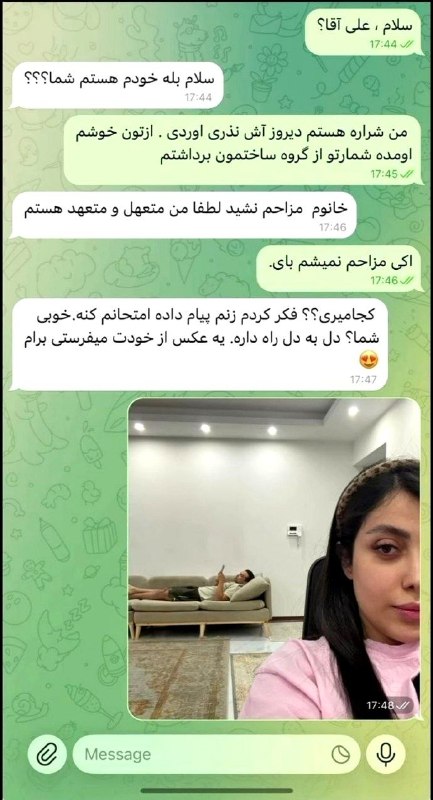 سلام ، علی آقا؟
17:44
سلام بله خودم هستم شما؟؟؟
17:44
من شراره هستم دیروز آش نذری اوردی . ازتون خوشم
اومده شمارتو از گروه ساختمون برداشتم
17:45
خانوم مزاحم نشید لطفا من متعهل و متعهد هستم
17:46
اکی مزاحم نمیشم بای.
17:46
کجامیری؟؟ فکر کردم زنم پیام داده امتحانم کنه.خوبی
شما؟ دل به دل راه داره. یه عکس از خودت میفرستی برام
😍
17:47
17:48
Message